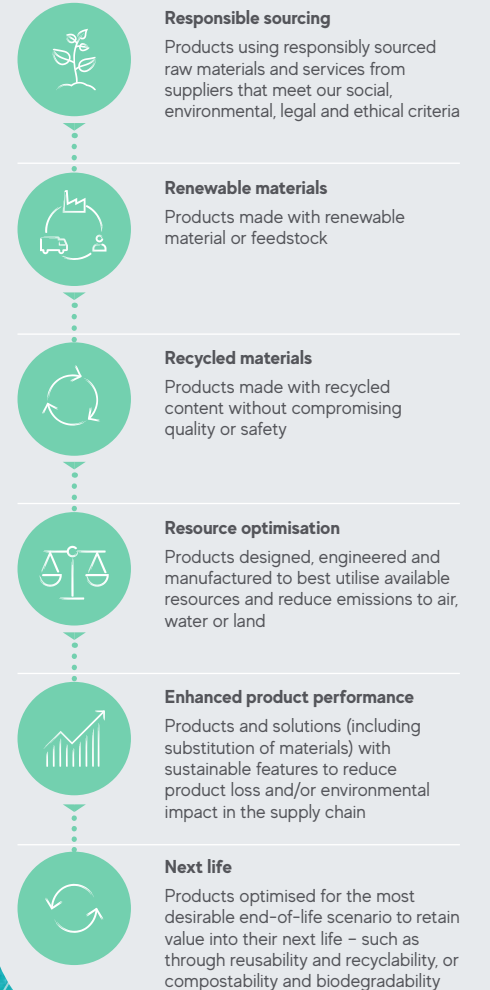 Responsible sourcing
Products using responsibly sourced
raw materials and services from
suppliers that meet our social,
environmental, legal and ethical criteria
Renewable materials
Products made with renewable
material or feedstock
Recycled materials
Products made with recycled
content without compromising
quality or safety
Resource optimisation
Products designed, engineered and
manufactured to best utilise available
resources and reduce emissions to air,
water or land
Enhanced product performance
Products and solutions (including
substitution of materials) with
sustainable features to reduce
product loss and/or environmental
impact in the supply chain
Next life
Products optimised for the most
desirable end-of-life scenario to retain
value into their next life – such as
through reusability and recyclability, or
compostability and biodegradability